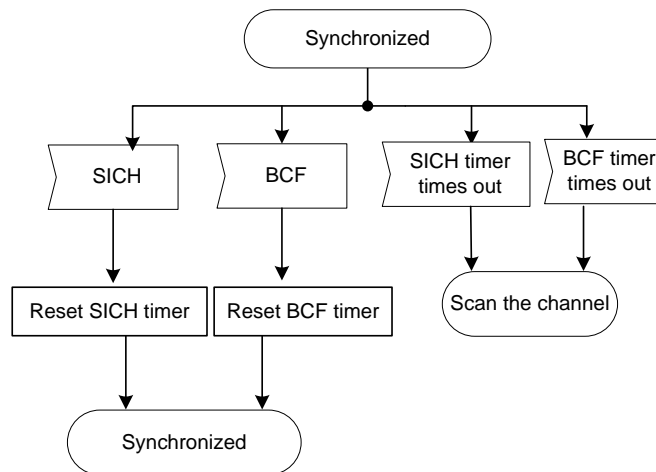 Synchronized
SICH
BCF
SICH timer
times out
BCF timer
times out
Reset SICH timer
Reset BCF timer
Scan the channel
Synchronized